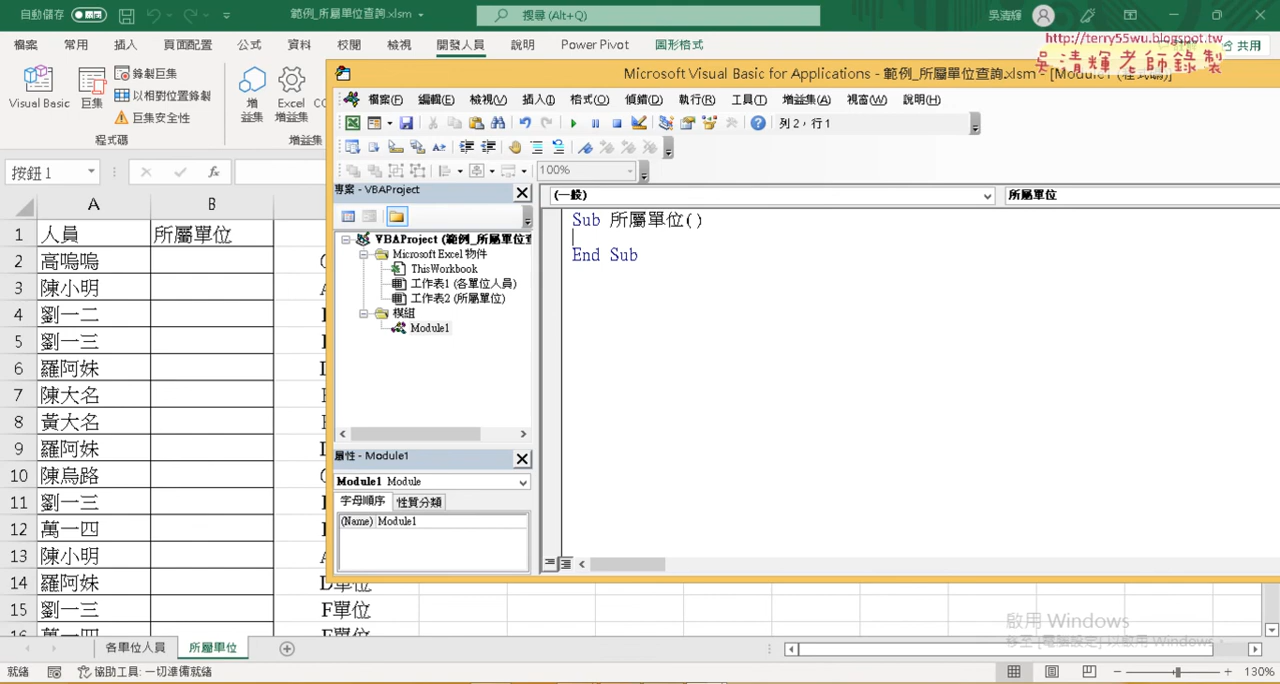 自動儲存
範例_所屬單位查詢.xlsm
搜尋 (Alt+Q)
吳清輝
檔案 常用 插入 頁面配置 公式 資料 校閱 檢視 開發人員 說明 Power Pivot 圖形格式
共用
http://terry55wu.blogspot.tw
吳清輝老師錄製
Visual Basic
巨集
錄製巨集
以相對位置錄製
巨集安全性
增
益集
Excel
增益集
程式碼
增益集
Microsoft Visual Basic for Applications - 範例_所屬單位查詢.xlsm - [Module1 (程式碼)]
檔案(F) 編輯(E) 檢視(V) 插入(I) 格式(O) 偵錯(D) 執行(R) 工具(T) 增益集(A) 視窗(W) 說明(H)
列 2，行 1
100%
按鈕 1
fx
專案 - VBAProject
(一般)
所屬單位
VBAProject (範例_所屬單位查
Microsoft Excel 物件
ThisWorkbook
工作表1 (各單位人員)
工作表2 (所屬單位)
模組
Module1
Sub 所屬單位()
End Sub
屬性 - Module1
Module1 Module
字母順序 性質分類
(Name) Module1
A B
1 人員 所屬單位
2 高嗚嗚
3 陳小明
4 劉一二
5 劉一三
6 羅阿妹
7 陳大名
8 黃大名
9 羅阿妹
10 陳烏路
11 劉一三
12 萬一四
13 陳小明
14 羅阿妹 D單位
15 劉一三 F單位
16 萬一四
啟用 Windows
移至 [電腦設定] 以啟用 Windows。
各單位人員 所屬單位
就緒
協助工具: 一切準備就緒
130%